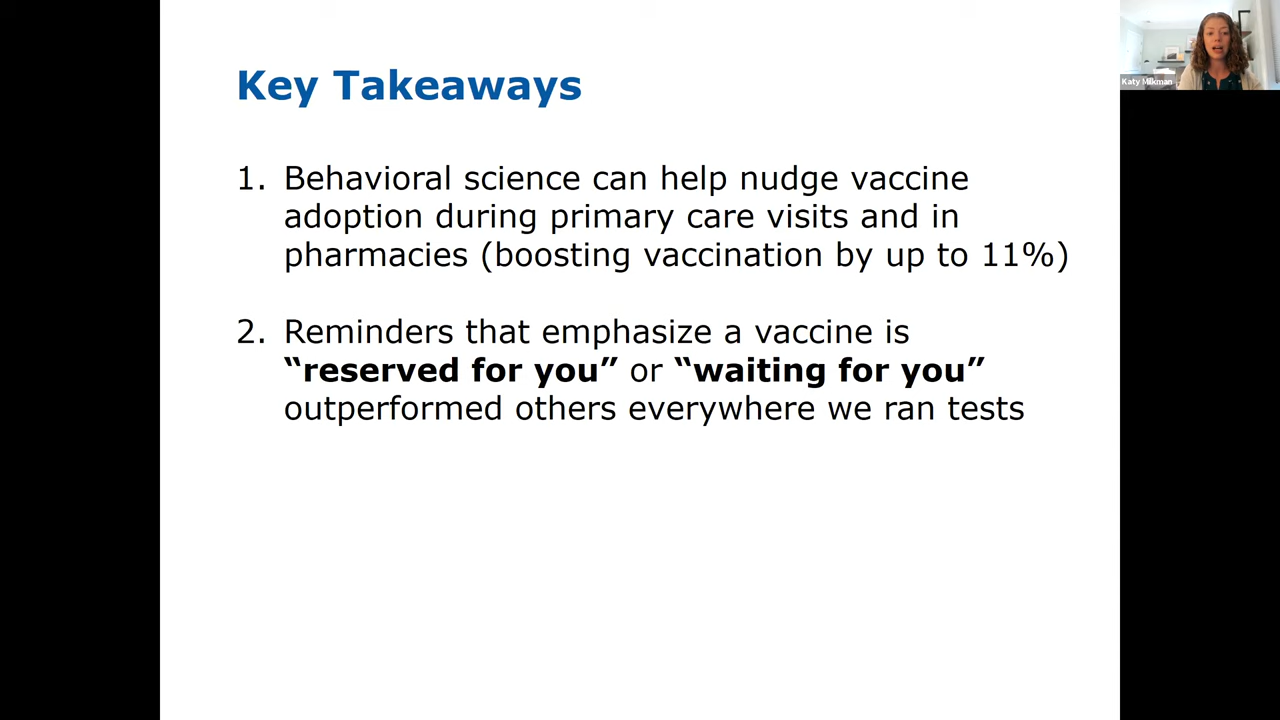 Key Takeaways
Katy Milkman
1. Behavioral science can help nudge vaccine
adoption during primary care visits and in
pharmacies (boosting vaccination by up to 11%)
2. Reminders that emphasize a vaccine is
“reserved for you” or “waiting for you”
outperformed others everywhere we ran tests